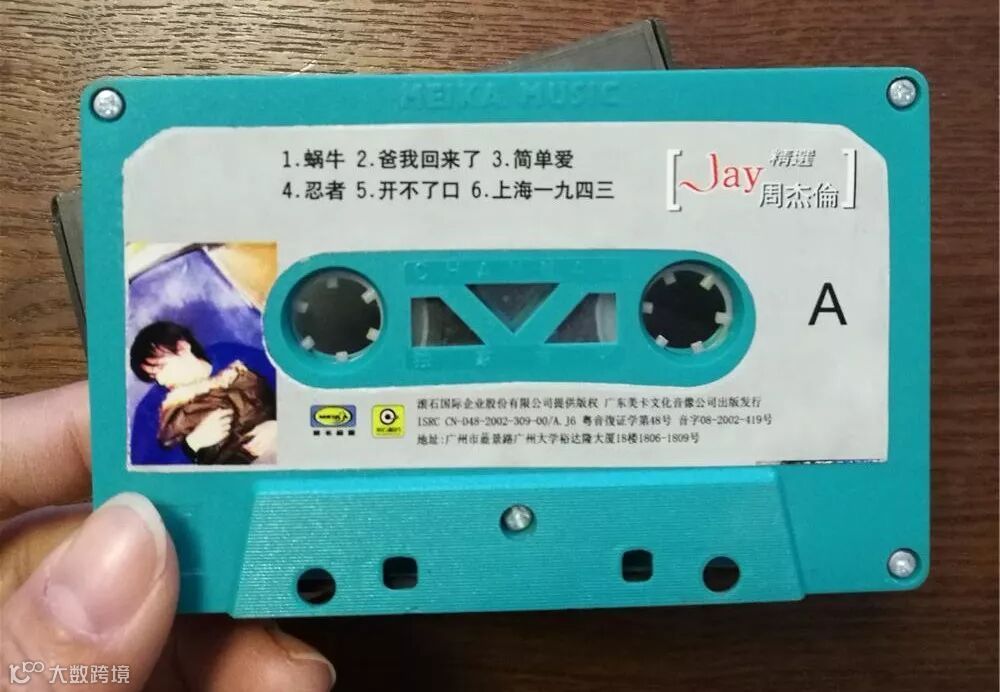 MEIKA MUSIC
1.蜗牛 2.爸我回来了 3.简单爱
4.忍者 5.开不了口 6.上海一九四三
[Jay 精選
周杰倫]
A
滚石国际企业股份有限公司提供版权 广东美卡文化音像公司出版发行
ISRC CN-D48-2002-309-00/A.J6 粤音復证学第48号 音字08-2002-419号
地址:广州市麓景路广州大学裕达隆大厦18楼1806-1809号
大数跨境